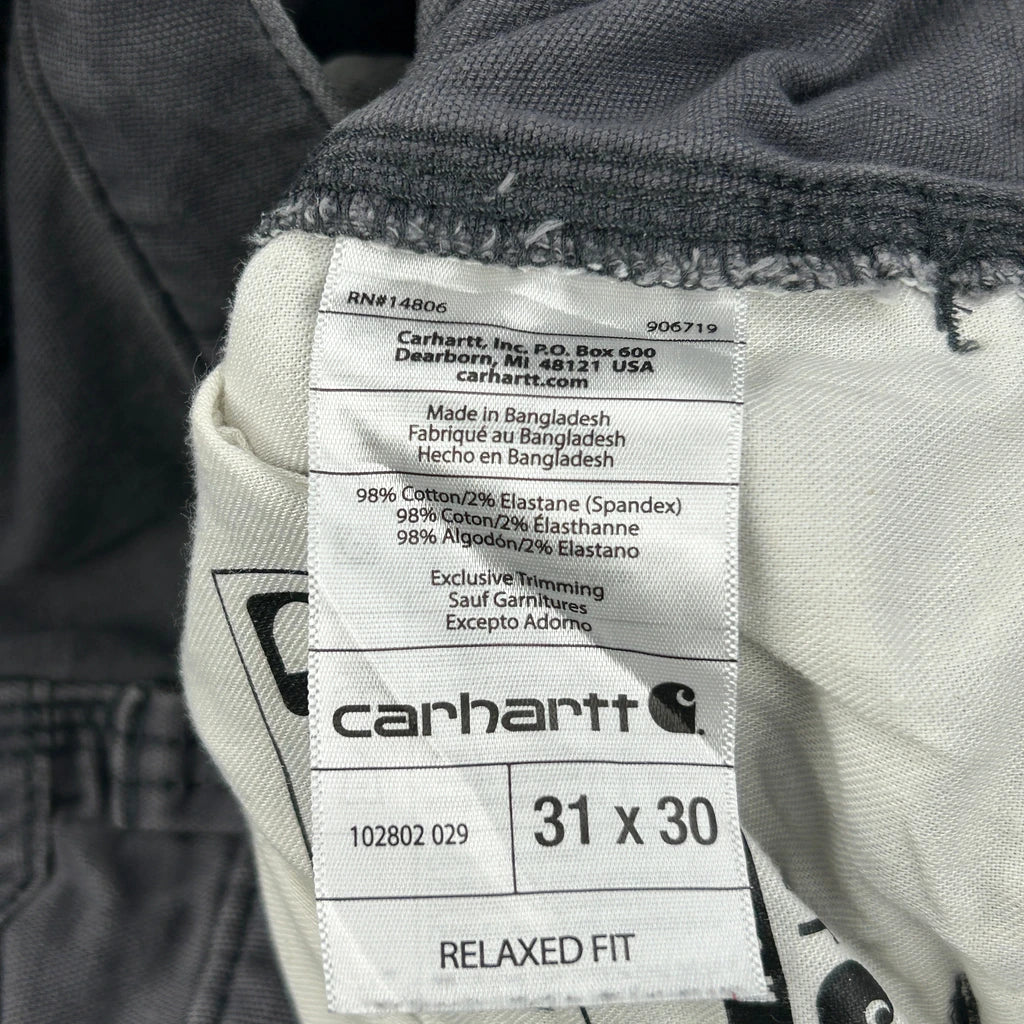 RN#14806
906719
Carhartt, Inc. P.O. Box 600
Dearborn, MI 48121 USA
carhartt.com
Made in Bangladesh
Fabriqué au Bangladesh
Hecho en Bangladesh
98% Cotton/2% Elastane (Spandex)
98% Coton/2% Élasthanne
98% Algodón/2% Elastano
Exclusive Trimming
Sauf Garnitures
Excepto Adorno
carhartt
102802 029
31 x 30
RELAXED FIT